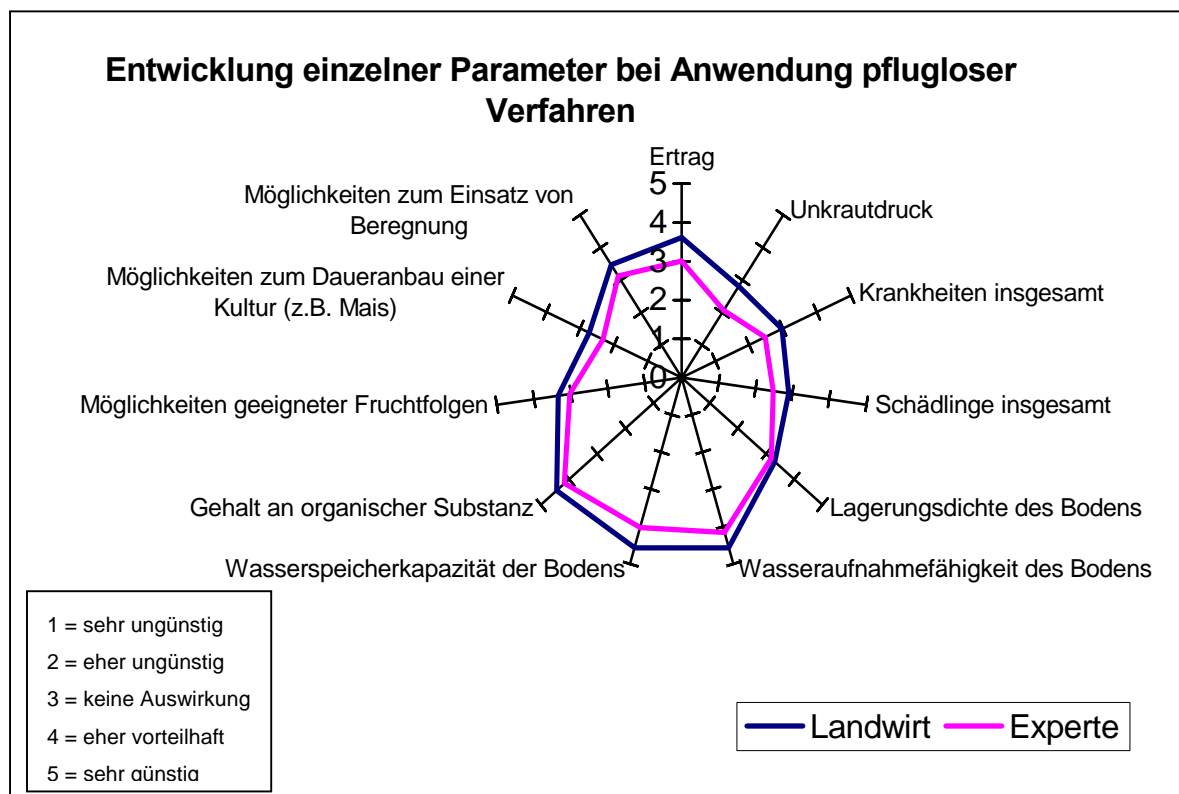 Entwicklung einzelner Parameter bei Anwendung pflugloser
Verfahren
Ertrag
Unkrautdruck
Krankheiten insgesamt
Schädlinge insgesamt
Lagerungsdichte des Bodens
Wasseraufnahmefähigkeit des Bodens
Wasserspeicherkapazität der Bodens
Gehalt an organischer Substanz
Möglichkeiten geeigneter Fruchtfolgen
Möglichkeiten zum Daueranbau einer
Kultur (z.B. Mais)
Möglichkeiten zum Einsatz von
Beregnung
5
4
3
2
1
0
1 = sehr ungünstig
2 = eher ungünstig
3 = keine Auswirkung
4 = eher vorteilhaft
5 = sehr günstig
Landwirt
Experte